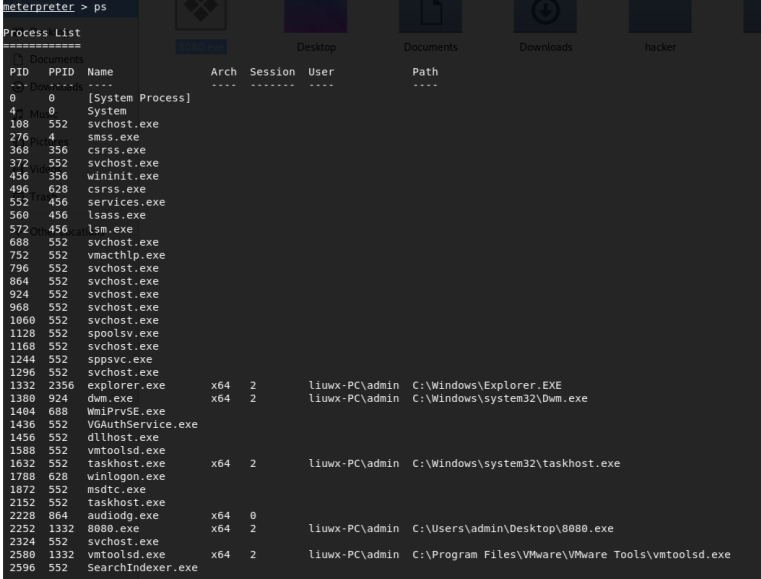 meterpreter > ps
8080.exe Desktop Documents Downloads hacker
Process List
============
Documents
PID PPID Name Arch Session User Path
--- ---- ---- ---- ------- ---- ----
Downloads
0 0 [System Process]
4 0 System
108 552 svchost.exe
276 4 smss.exe
Pictures
368 356 csrss.exe
372 552 svchost.exe
456 356 wininit.exe
496 628 csrss.exe
552 456 services.exe
560 456 lsass.exe
572 456 lsm.exe
688 552 svchost.exe
752 552 vmacthlp.exe
796 552 svchost.exe
864 552 svchost.exe
924 552 svchost.exe
968 552 svchost.exe
1060 552 svchost.exe
1128 552 spoolsv.exe
1168 552 svchost.exe
1244 552 sppsvc.exe
1296 552 svchost.exe
1332 2356 explorer.exe x64 2 liuwx-PC\admin C:\Windows\Explorer.EXE
1380 924 dwm.exe x64 2 liuwx-PC\admin C:\Windows\system32\Dwm.exe
1404 688 WmiPrvSE.exe
1436 552 VGAuthService.exe
1456 552 dllhost.exe
1588 552 vmtoolsd.exe
1632 552 taskhost.exe x64 2 liuwx-PC\admin C:\Windows\system32\taskhost.exe
1788 628 winlogon.exe
1872 552 msdtc.exe
2152 552 taskhost.exe
2228 864 audiodg.exe x64 0
2252 1332 8080.exe x64 2 liuwx-PC\admin C:\Users\admin\Desktop\8080.exe
2324 552 svchost.exe
2580 1332 vmtoolsd.exe x64 2 liuwx-PC\admin C:\Program Files\VMware\VMware Tools\vmtoolsd.exe
2596 552 SearchIndexer.exe